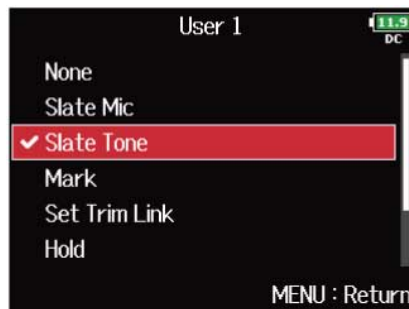 User 1
11.9
DC
None
Slate Mic
Slate Tone
Mark
Set Trim Link
Hold
MENU : Return